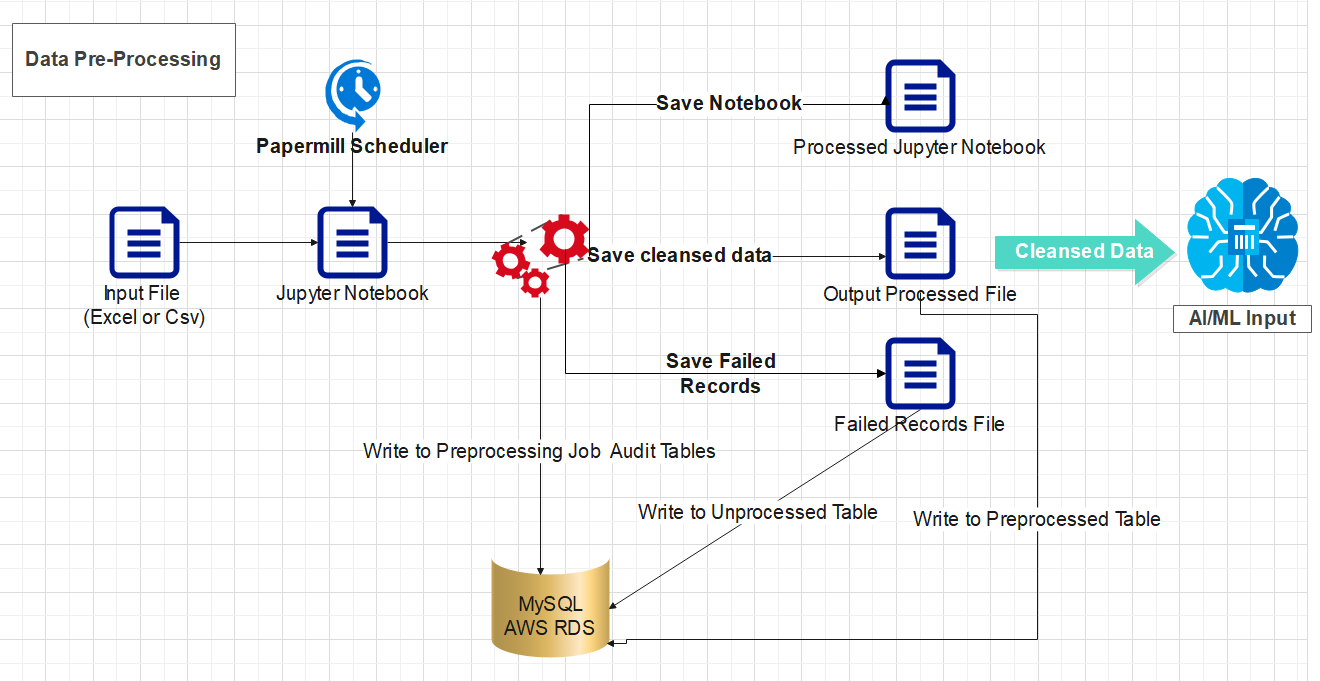 Data Pre-Processing
Save Notebook
Papermill Scheduler
Processed Jupyter Notebook
Save cleansed data
Cleansed Data
Input File
(Excel or Csv)
Jupyter Notebook
Output Processed File
AI/ML Input
Save Failed
Records
Failed Records File
Write to Preprocessing Job Audit Tables
Write to Unprocessed Table
Write to Preprocessed Table
MySQL
AWS RDS